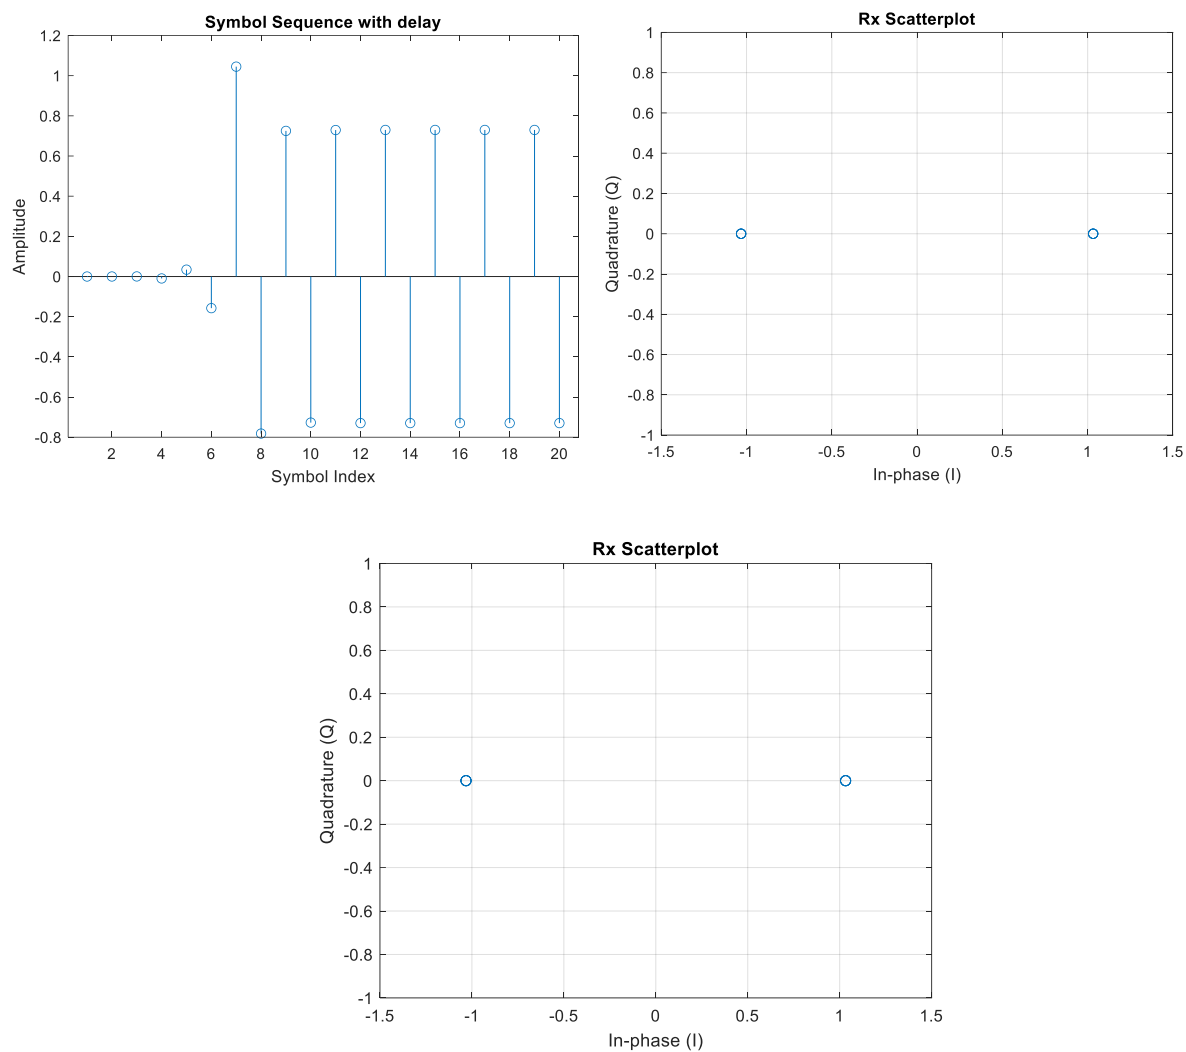 Symbol Sequence with delay
1.2
1
0.8
0.6
0.4
0.2
0
-0.2
-0.4
-0.6
-0.8
Amplitude
2 4 6 8 10 12 14 16 18 20
Symbol Index
Rx Scatterplot
1
0.8
0.6
0.4
0.2
0
-0.2
-0.4
-0.6
-0.8
-1
Quadrature (Q)
-1.5 -1 -0.5 0 0.5 1 1.5
In-phase (I)
Rx Scatterplot
1
0.8
0.6
0.4
0.2
0
-0.2
-0.4
-0.6
-0.8
-1
Quadrature (Q)
-1.5 -1 -0.5 0 0.5 1 1.5
In-phase (I)